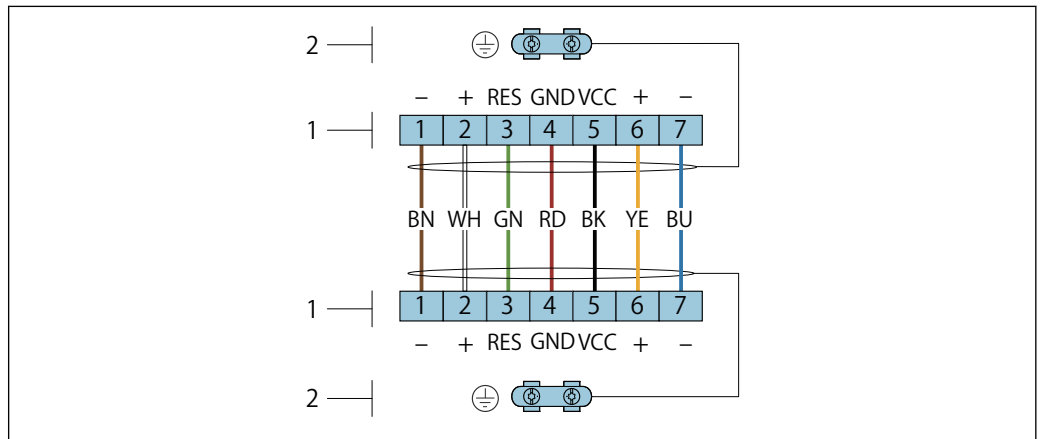 2
– + RES GND VCC + –
1
1 2 3 4 5 6 7
BN WH GN RD BK YE BU
1
1 2 3 4 5 6 7
– + RES GND VCC + –
2